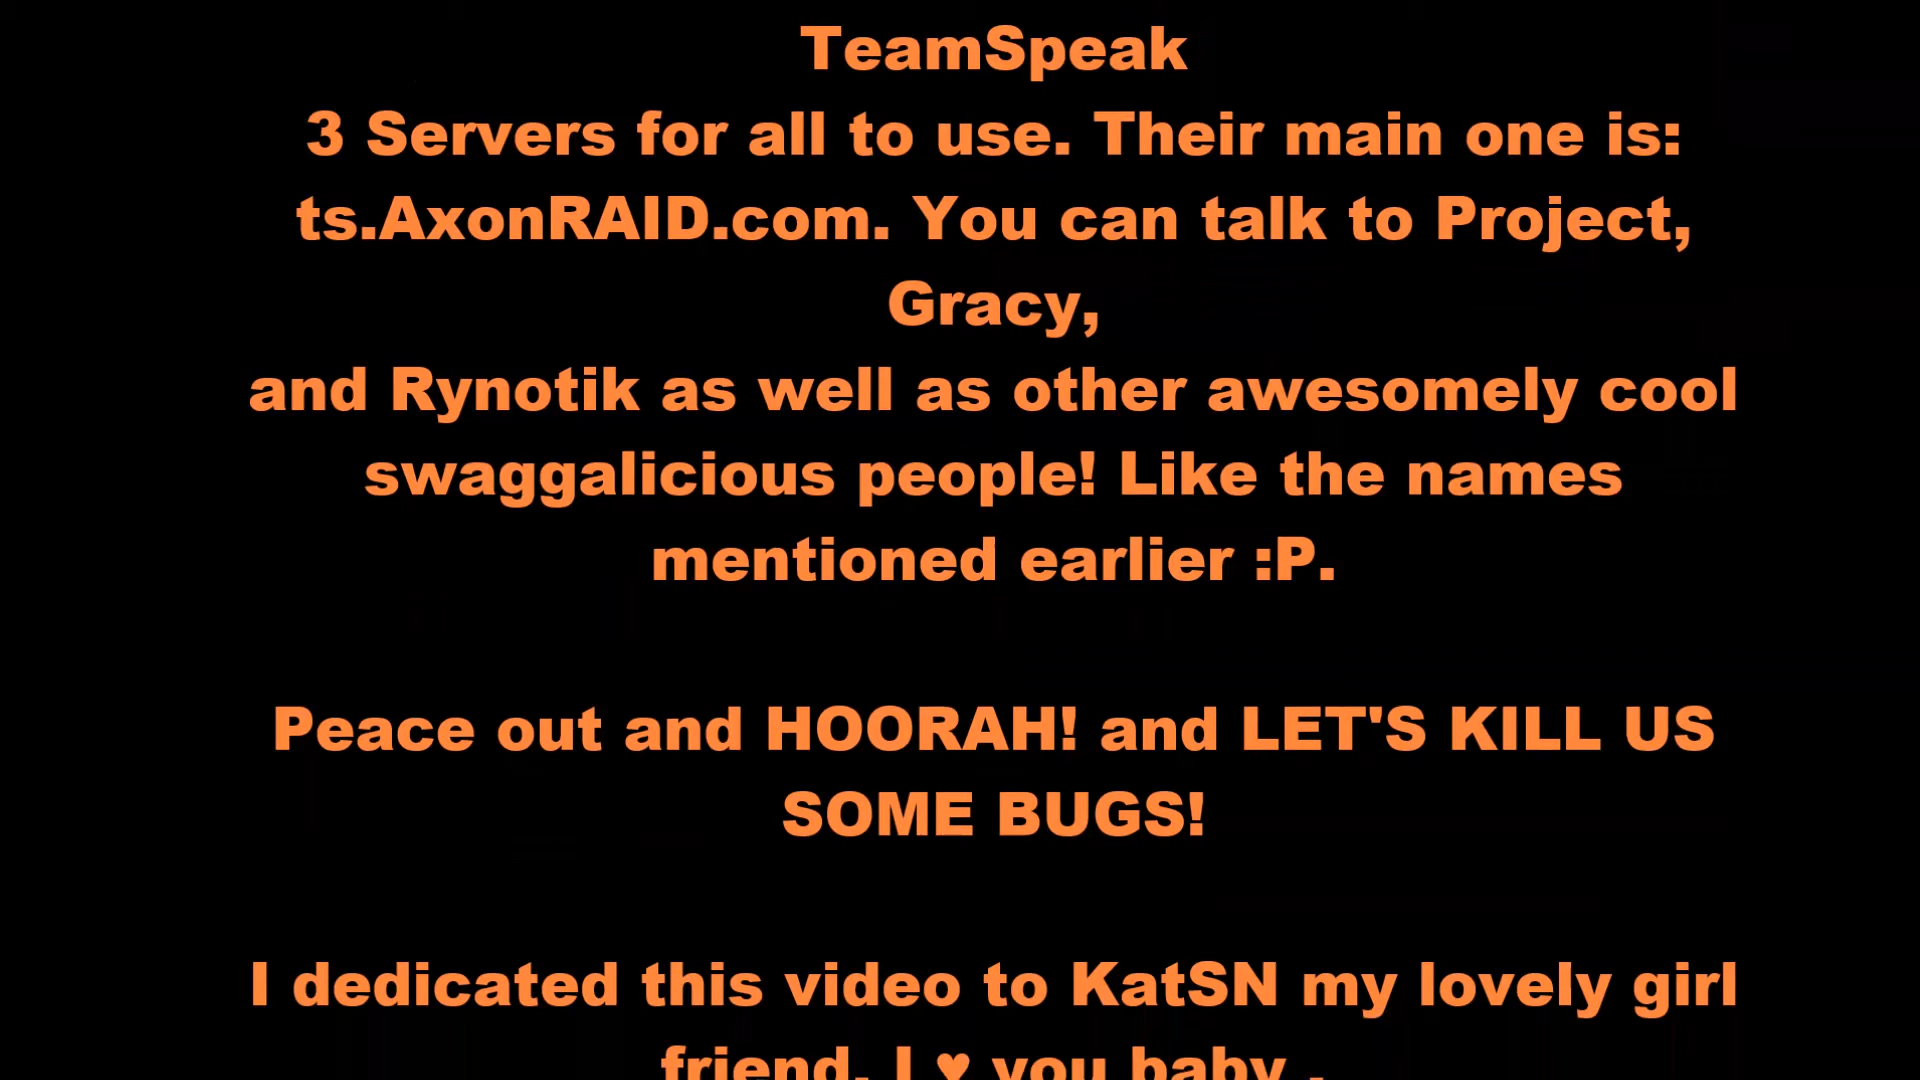 TeamSpeak
3 Servers for all to use. Their main one is:
ts.AxonRAID.com. You can talk to Project,
Gracy,
and Rynotik as well as other awesomely cool
swaggalicious people! Like the names
mentioned earlier :P.
Peace out and HOORAH! and LET'S KILL US
SOME BUGS!
I dedicated this video to KatSN my lovely girl
friend. I ♥ you baby .